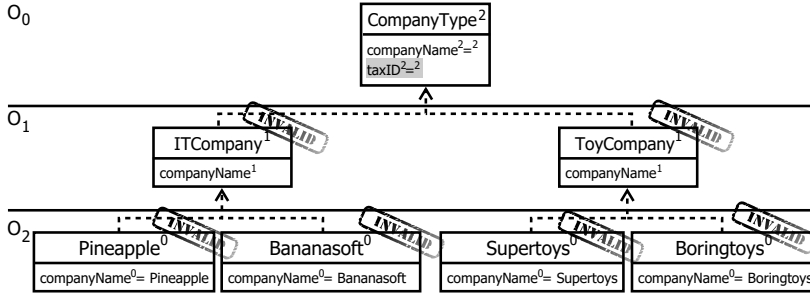 O₀
CompanyType²
companyName²=²
taxID²=²
O₁
INVALID
INVALID
ITCompany¹
ToyCompany¹
companyName¹
companyName¹
O₂
INVALID
INVALID
INVALID
INVALID
Pineapple⁰
Bananasoft⁰
Supertoys⁰
Boringtoys⁰
companyName⁰= Pineapple
companyName⁰= Bananasoft
companyName⁰= Supertoys
companyName⁰= Boringtoys